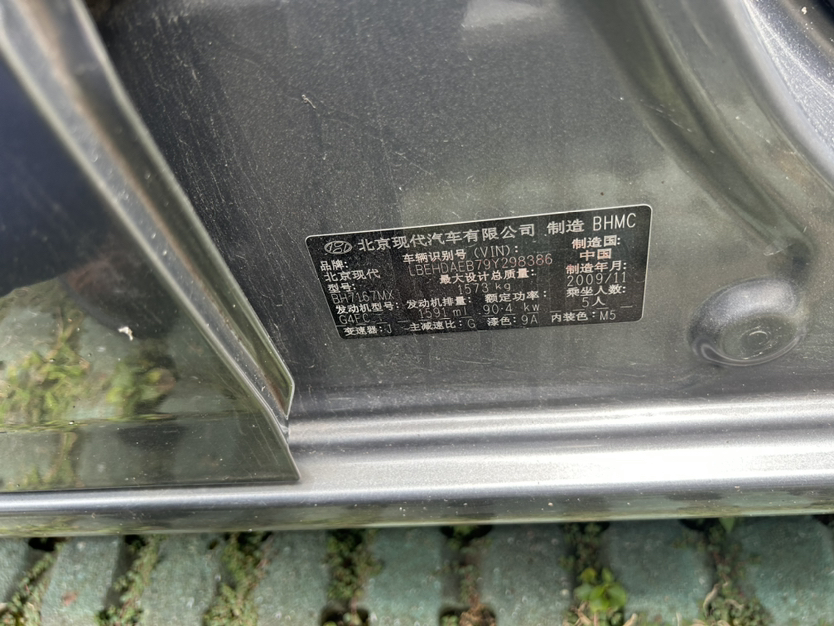 北京现代汽车有限公司 制造 BHMC
品牌: 车辆识别号 (VIN): 制造国:
北京现代 LBEHDAEB79Y298386 中国
型号: 最大设计总质量: 制造年月:
BH7167MX 1573 kg 2009/11
发动机型号: 发动机排量: 额定功率: 乘坐人数:
G4FC 1591 ml 90.4 kw 5人
变速器: J 主减速比: G 漆色: 9A 内装色: M5